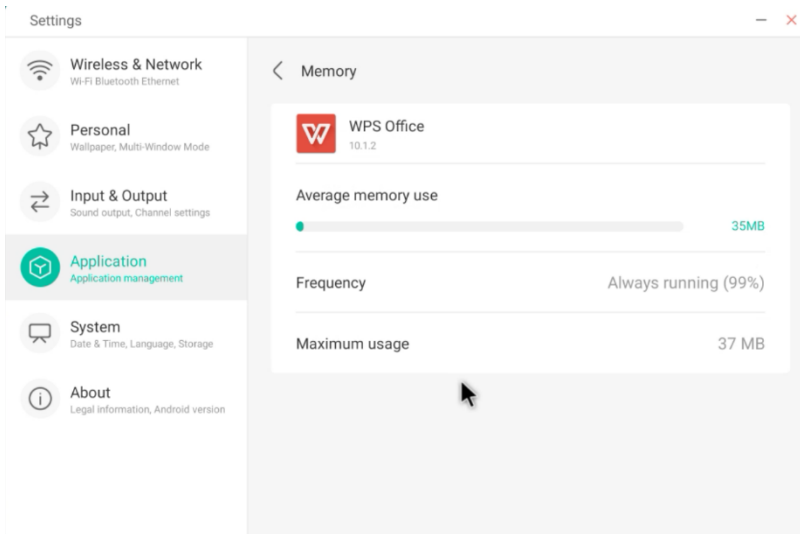 Settings
Wireless & Network
Wi-Fi Bluetooth Ethernet
Personal
Wallpaper, Multi-Window Mode
Input & Output
Sound output, Channel settings
Application
Application management
System
Date & Time, Language, Storage
About
Legal information, Android version
Memory
WPS Office
10.1.2
Average memory use
35MB
Frequency Always running (99%)
Maximum usage 37 MB